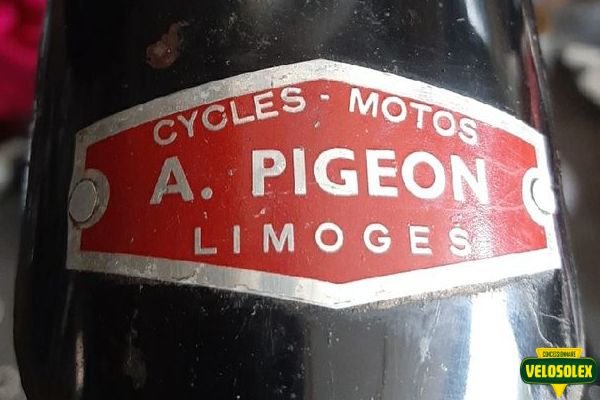 CYCLES - MOTOS
A. PIGEON
LIMOGES
CONCESSIONNAIRE
VELOSOLEX